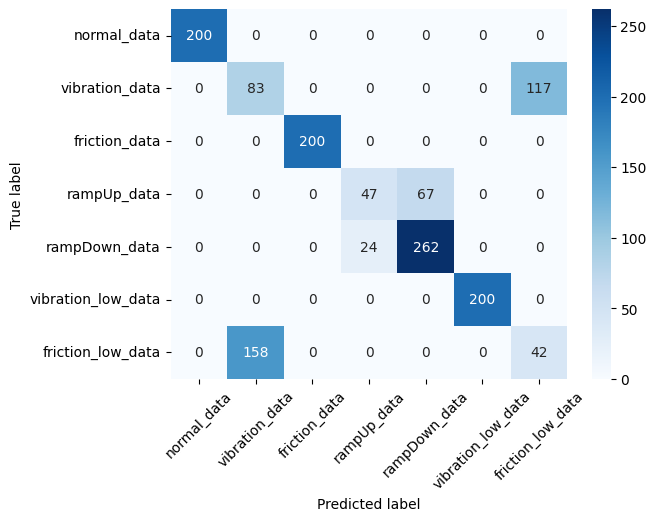 normal_data 200 0 0 0 0 0 0
vibration_data 0 83 0 0 0 0 117
friction_data 0 0 200 0 0 0 0
rampUp_data 0 0 0 47 67 0 0
rampDown_data 0 0 0 24 262 0 0
vibration_low_data 0 0 0 0 0 200 0
friction_low_data 0 158 0 0 0 0 42
True label
normal_data vibration_data friction_data rampUp_data rampDown_data vibration_low_data friction_low_data
Predicted label
250
200
150
100
50
0